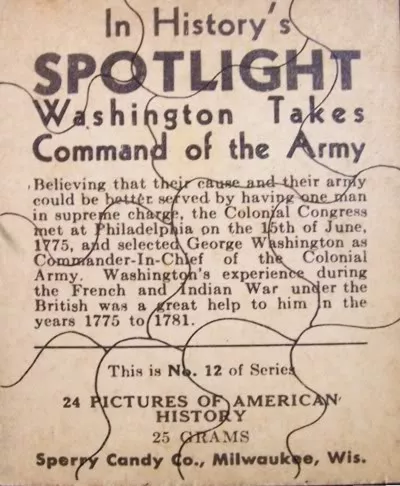 In History's
SPOTLIGHT
Washington Takes
Command of the Army
Believing that their cause and their army
could be better served by having one man
in supreme charge, the Colonial Congress
met at Philadelphia on the 15th of June,
1775, and selected George Washington as
Commander-In-Chief of the Colonial
Army. Washington's experience during
the French and Indian War under the
British was a great help to him in the
years 1775 to 1781.
This is No. 12 of Series
24 PICTURES OF AMERICAN
HISTORY
25 GRAMS
Sperry Candy Co., Milwaukee, Wis.